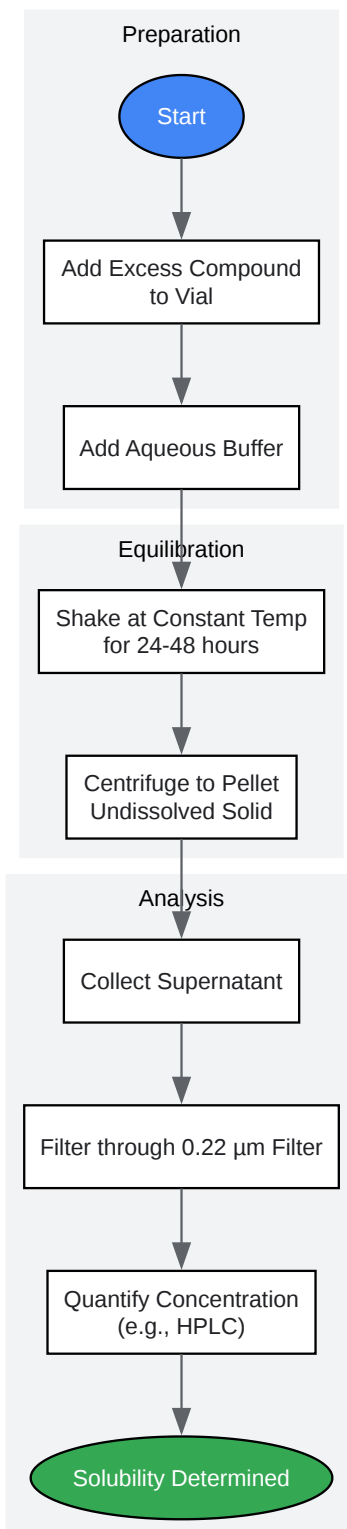 Preparation
Start
Add Excess Compound
to Vial
Add Aqueous Buffer
Equilibration
Shake at Constant Temp
for 24-48 hours
Centrifuge to Pellet
Undissolved Solid
Analysis
Collect Supernatant
Filter through 0.22 µm Filter
Quantify Concentration
(e.g., HPLC)
Solubility Determined